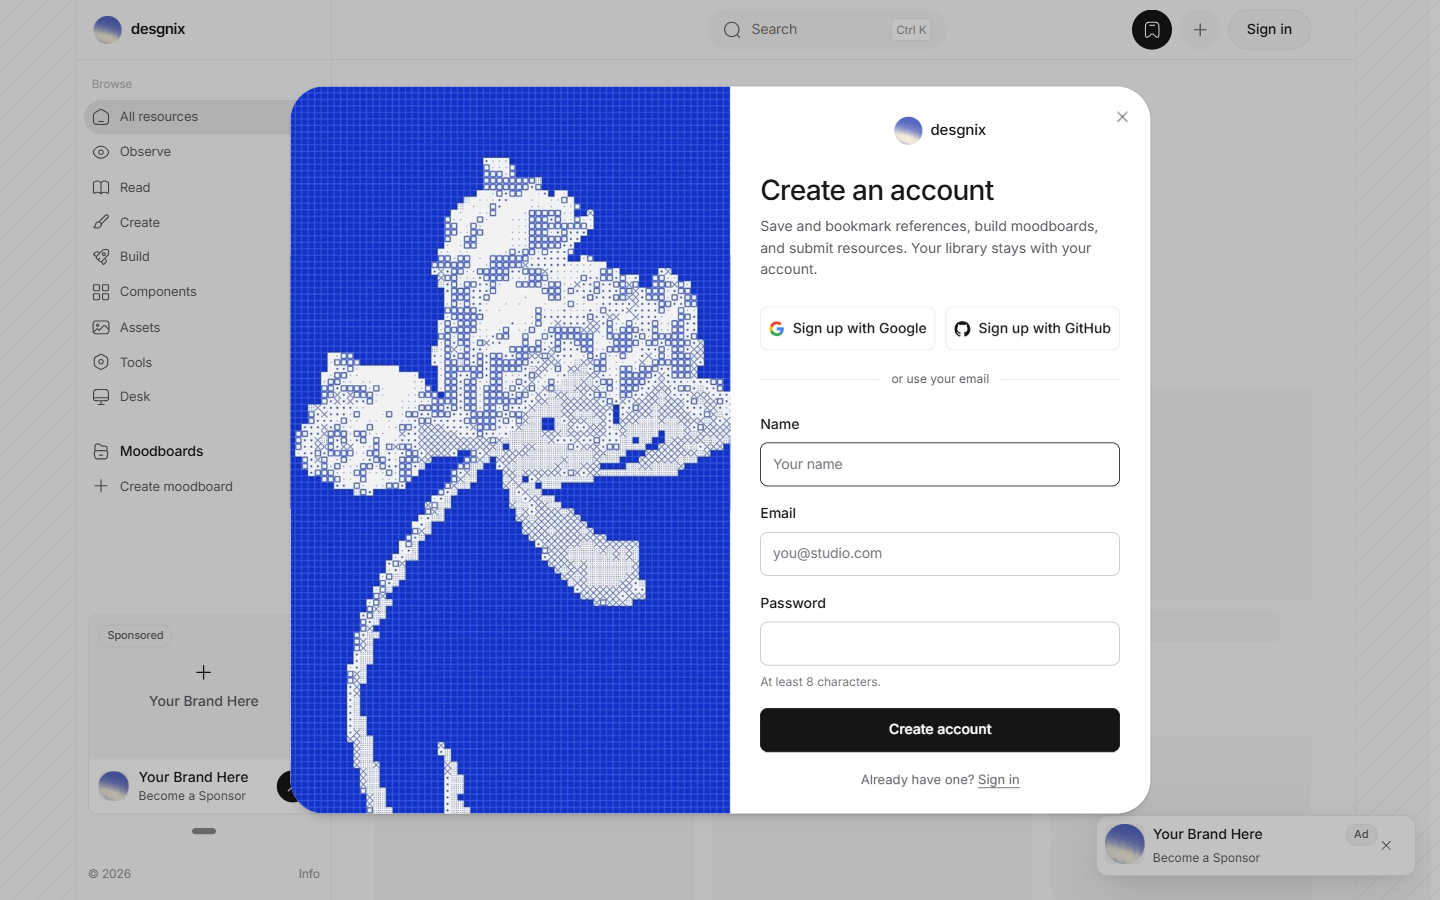 desgnix
Search
Ctrl K
Sign in
Browse
All resources
Observe
Read
Create
Build
Components
Assets
Tools
Desk
Moodboards
Create moodboard
Sponsored
Your Brand Here
Your Brand Here
Become a Sponsor
© 2026
Info
desgnix
Create an account
Save and bookmark references, build moodboards,
and submit resources. Your library stays with your
account.
Sign up with Google
Sign up with GitHub
or use your email
Name
Your name
Email
you@studio.com
Password
At least 8 characters.
Create account
Already have one? Sign in
Your Brand Here
Ad
Become a Sponsor